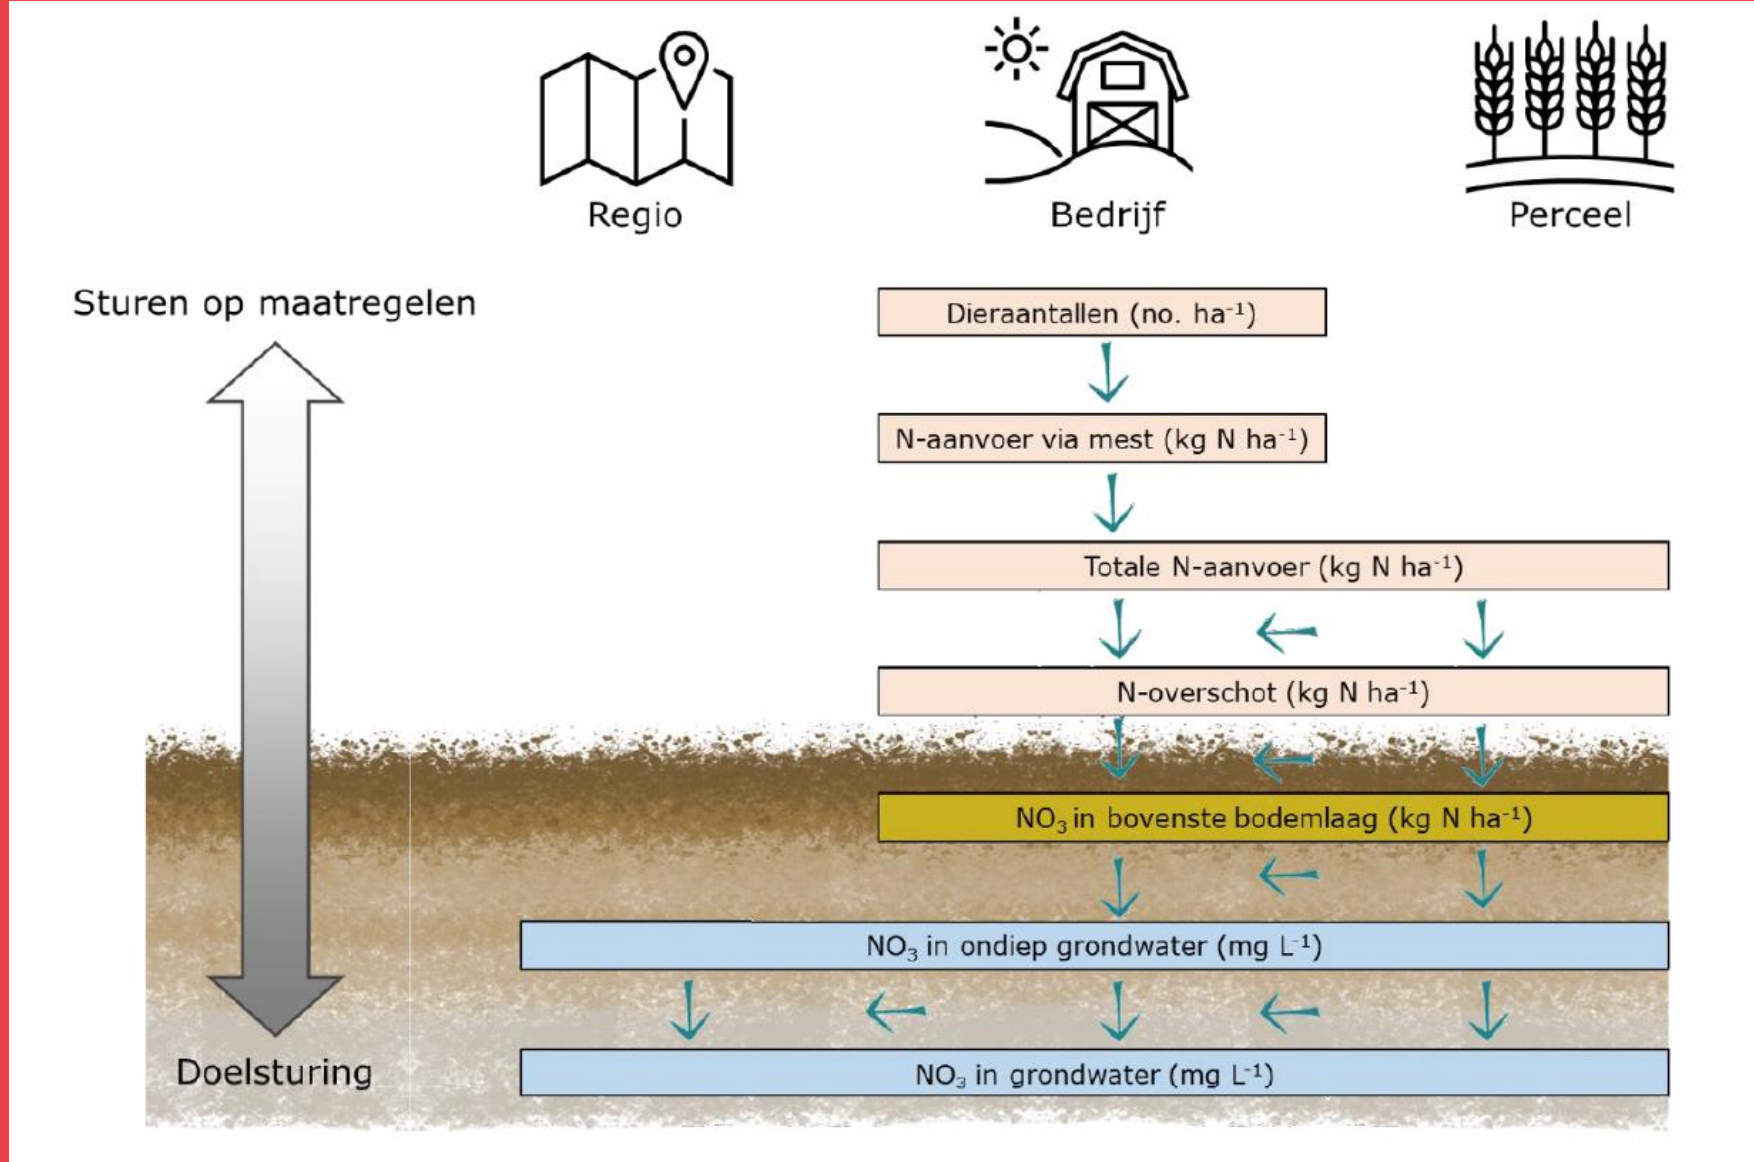 Regio
Bedrijf
Perceel
Sturen op maatregelen
Dieraantallen (no. ha⁻¹)
N-aanvoer via mest (kg N ha⁻¹)
Totale N-aanvoer (kg N ha⁻¹)
N-overschot (kg N ha⁻¹)
NO₃ in bovenste bodemlaag (kg N ha⁻¹)
NO₃ in ondiep grondwater (mg L⁻¹)
Doelsturing
NO₃ in grondwater (mg L⁻¹)